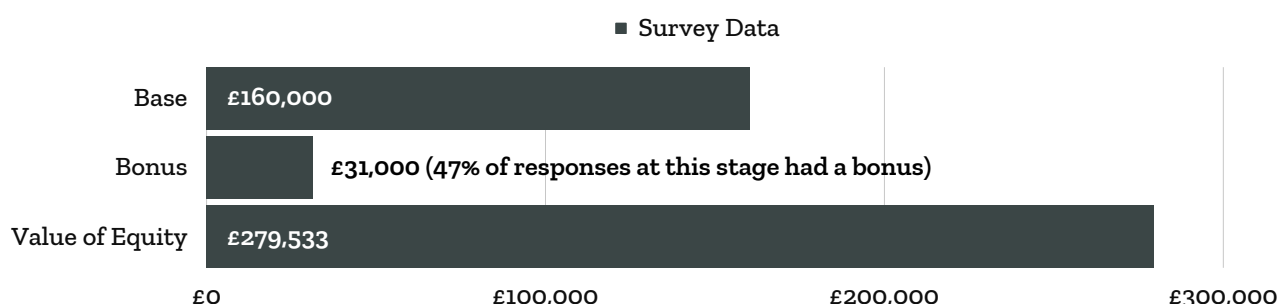 Survey Data
Base £160,000
Bonus £31,000 (47% of responses at this stage had a bonus)
Value of Equity £279,533
£0 £100,000 £200,000 £300,000